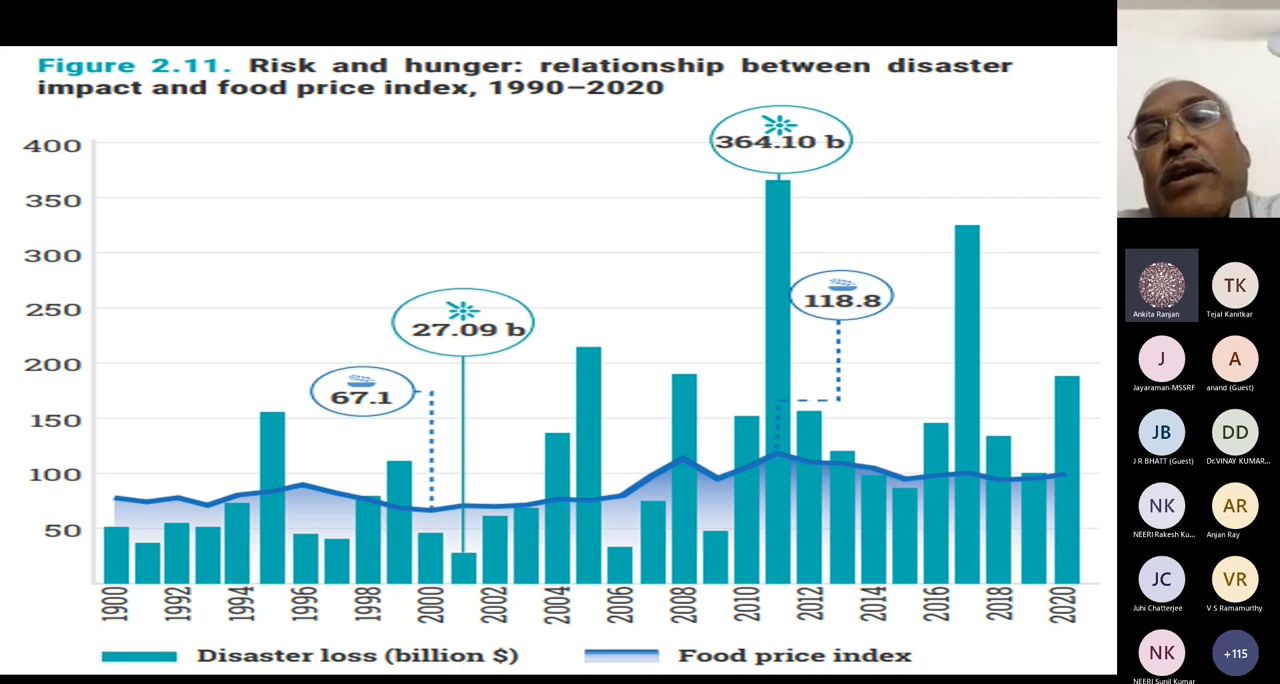 Figure 2.11. Risk and hunger: relationship between disaster
impact and food price index, 1990–2020
400
350
300
250
200
150
100
50
364.10 b
118.8
27.09 b
67.1
1900
1992
1994
1996
1998
2000
2002
2004
2006
2008
2010
2012
2014
2016
2018
2020
Disaster loss (billion $)
Food price index
Ankita Ranjan
TK
Tejal Kanitkar
J
Jayaraman-MSSRF
A
anand (Guest)
JB
J R BHATT (Guest)
DD
Dr.VINAY KUMAR...
NK
NEERI Rakesh Ku...
AR
Anjan Ray
JC
Juhi Chatterjee
VR
V S Ramamurthy
NK
NEERI Sunil Kumar
+115